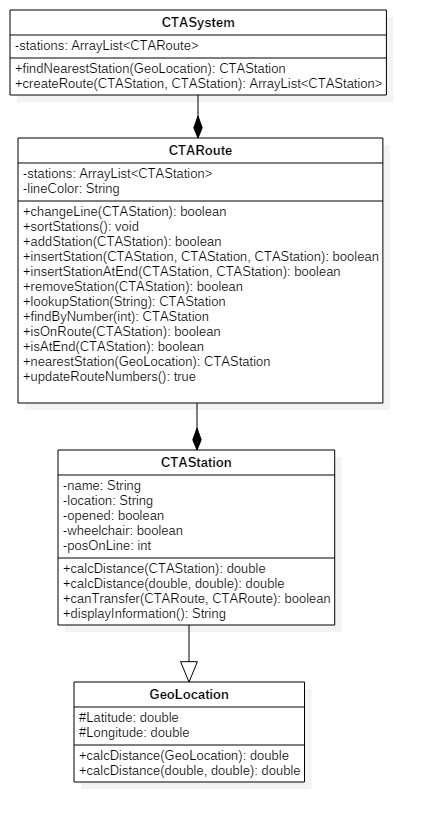 CTASystem
-stations: ArrayList<CTARoute>
+findNearestStation(GeoLocation): CTAStation
+createRoute(CTAStation, CTAStation): ArrayList<CTAStation>
CTARoute
-stations: ArrayList<CTAStation>
-lineColor: String
+changeLine(CTAStation): boolean
+sortStations(): void
+addStation(CTAStation): boolean
+insertStation(CTAStation, CTAStation, CTAStation): boolean
+insertStationAtEnd(CTAStation, CTAStation): boolean
+removeStation(CTAStation): boolean
+lookupStation(String): CTAStation
+findByNumber(int): CTAStation
+isOnRoute(CTAStation): boolean
+isAtEnd(CTAStation): boolean
+nearestStation(GeoLocation): CTAStation
+updateRouteNumbers(): true
CTAStation
-name: String
-location: String
-opened: boolean
-wheelchair: boolean
-posOnLine: int
+calcDistance(CTAStation): double
+calcDistance(double, double): double
+canTransfer(CTARoute, CTARoute): boolean
+displayInformation(): String
GeoLocation
#Latitude: double
#Longitude: double
+calcDistance(GeoLocation): double
+calcDistance(double, double): double